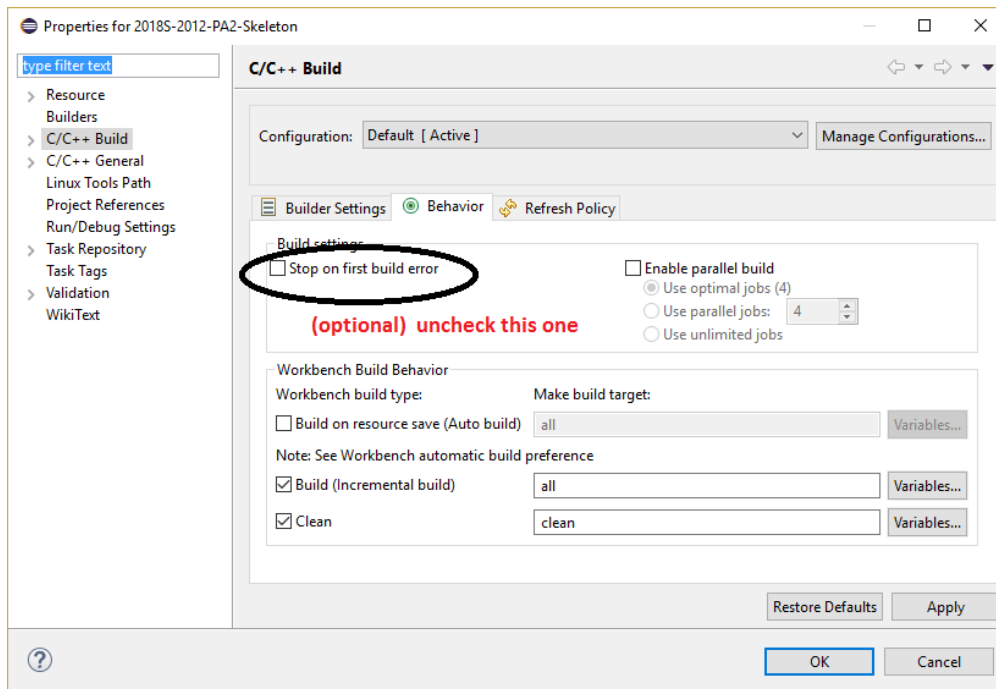 Properties for 2018S-2012-PA2-Skeleton
type filter text
Resource
Builders
C/C++ Build
C/C++ General
Linux Tools Path
Project References
Run/Debug Settings
Task Repository
Task Tags
Validation
WikiText
C/C++ Build
Configuration: Default [ Active ] Manage Configurations...
Builder Settings Behavior Refresh Policy
Build settings
Stop on first build error Enable parallel build
Use optimal jobs (4)
(optional) uncheck this one
Use parallel jobs: 4
Use unlimited jobs
Workbench Build Behavior
Workbench build type: Make build target:
Build on resource save (Auto build) all Variables...
Note: See Workbench automatic build preference
Build (Incremental build) all Variables...
Clean clean Variables...
Restore Defaults Apply
? OK Cancel